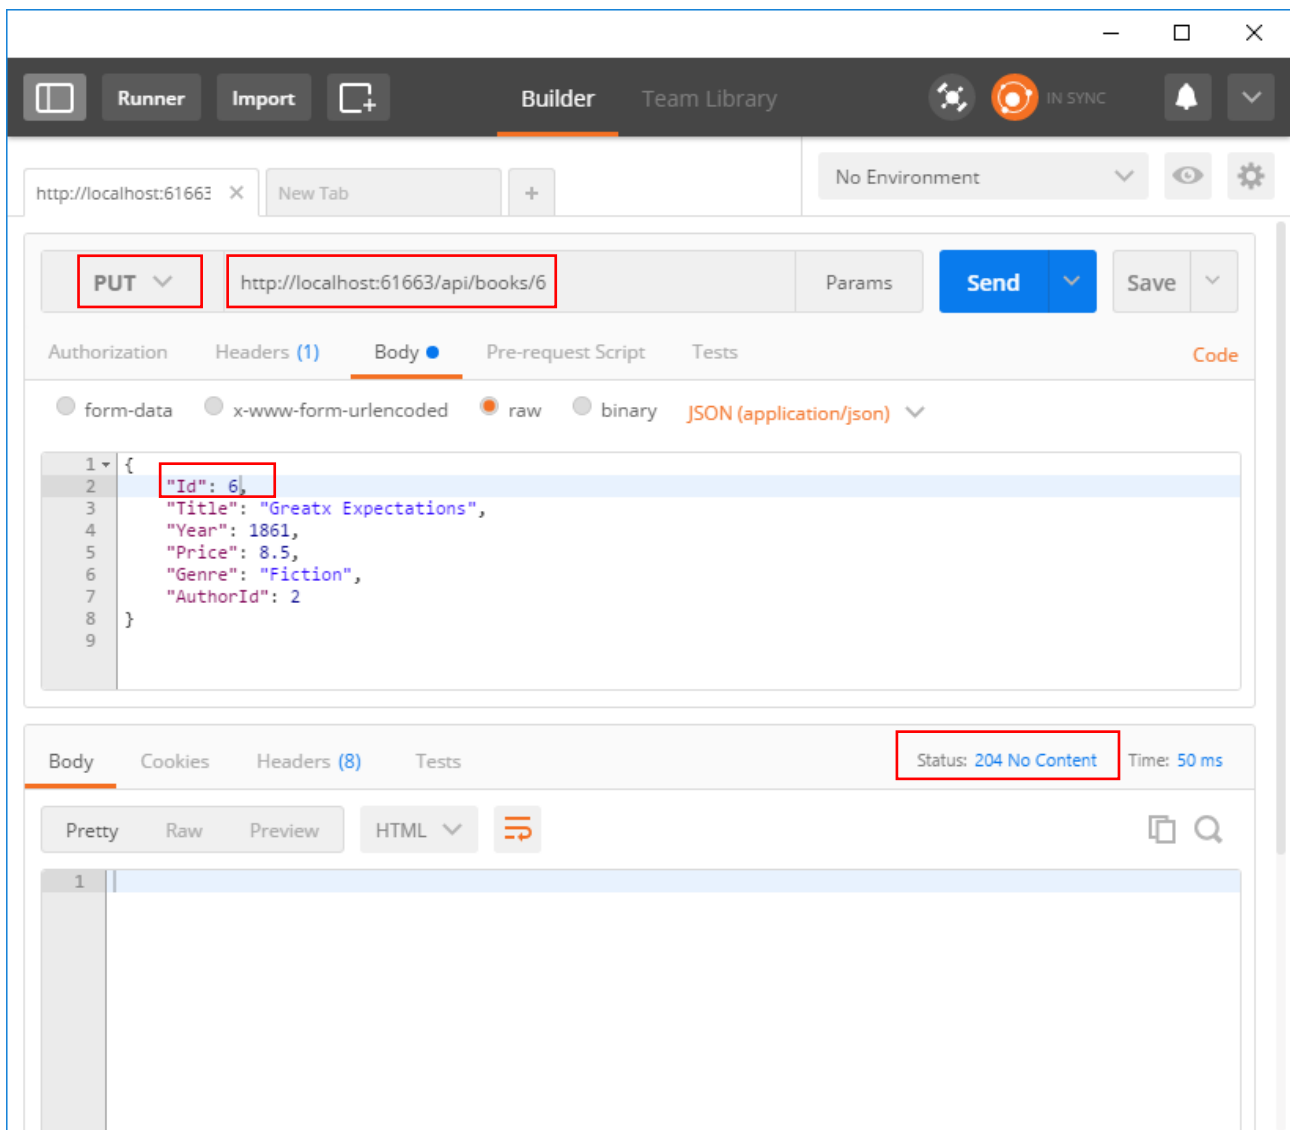 Runner Import Builder Team Library IN SYNC
http://localhost:61663 New Tab + No Environment
PUT http://localhost:61663/api/books/6 Params Send Save
Authorization Headers (1) Body Pre-request Script Tests Code
form-data x-www-form-urlencoded raw binary JSON (application/json)
1 {
2 "Id": 6,
3 "Title": "Greatx Expectations",
4 "Year": 1861,
5 "Price": 8.5,
6 "Genre": "Fiction",
7 "AuthorId": 2
8 }
9
Body Cookies Headers (8) Tests Status: 204 No Content Time: 50 ms
Pretty Raw Preview HTML
1